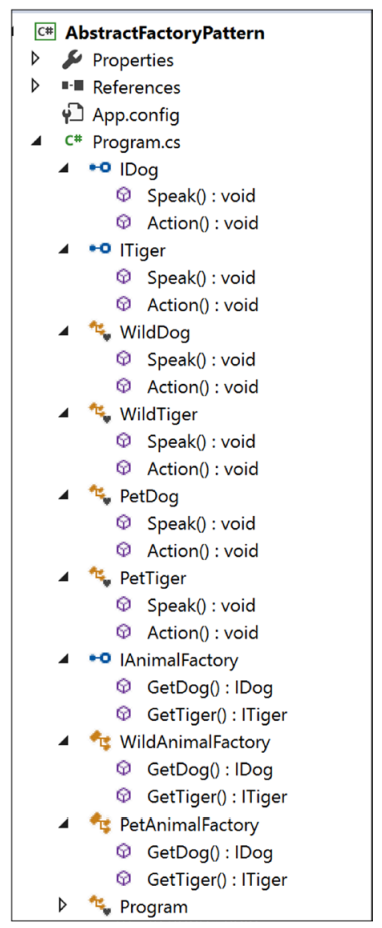 C# AbstractFactoryPattern
Properties
References
App.config
C# Program.cs
IDog
Speak() : void
Action() : void
ITiger
Speak() : void
Action() : void
WildDog
Speak() : void
Action() : void
WildTiger
Speak() : void
Action() : void
PetDog
Speak() : void
Action() : void
PetTiger
Speak() : void
Action() : void
IAnimalFactory
GetDog() : IDog
GetTiger() : ITiger
WildAnimalFactory
GetDog() : IDog
GetTiger() : ITiger
PetAnimalFactory
GetDog() : IDog
GetTiger() : ITiger
Program